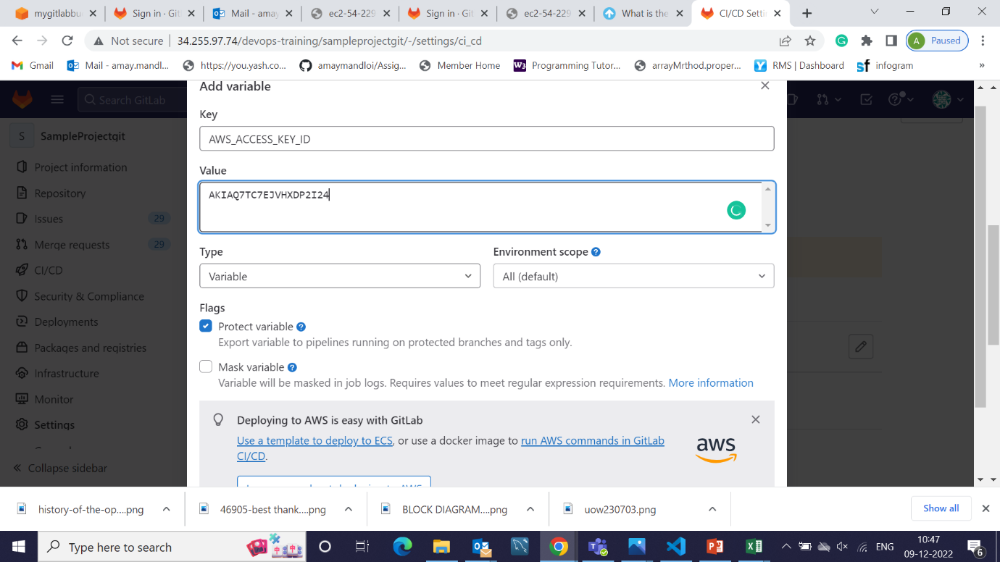 mygitlabbu
Sign in · Git
Mail - amay
ec2-54-229
Sign in · Git
ec2-54-229
What is the
CI/CD Setti
Not secure
34.255.97.74/devops-training/sampleprojectgit/-/settings/ci_cd
A Paused
Gmail
Mail - amay.mandl...
https://you.yash.co...
amaymandloi/Assig...
Member Home
W3 Programming Tutor...
arrayMrthod.proper...
RMS | Dashboard
sf infogram
»
Search GitLab
Add variable
Key
AWS_ACCESS_KEY_ID
Value
AKIAQ7TC7EJVHXDP2I24
Type
Environment scope
Variable
All (default)
Flags
Protect variable
Export variable to pipelines running on protected branches and tags only.
Mask variable
Variable will be masked in job logs. Requires values to meet regular expression requirements. More information
Deploying to AWS is easy with GitLab
Use a template to deploy to ECS, or use a docker image to run AWS commands in GitLab
CI/CD.
aws
S SampleProjectgit
Project information
Repository
Issues 29
Merge requests 29
CI/CD
Security & Compliance
Deployments
Packages and registries
Infrastructure
Monitor
Settings
« Collapse sidebar
history-of-the-op....png
46905-best thank....png
BLOCK DIAGRAM....png
uow230703.png
Show all
Type here to search
ENG
10:47
09-12-2022
6